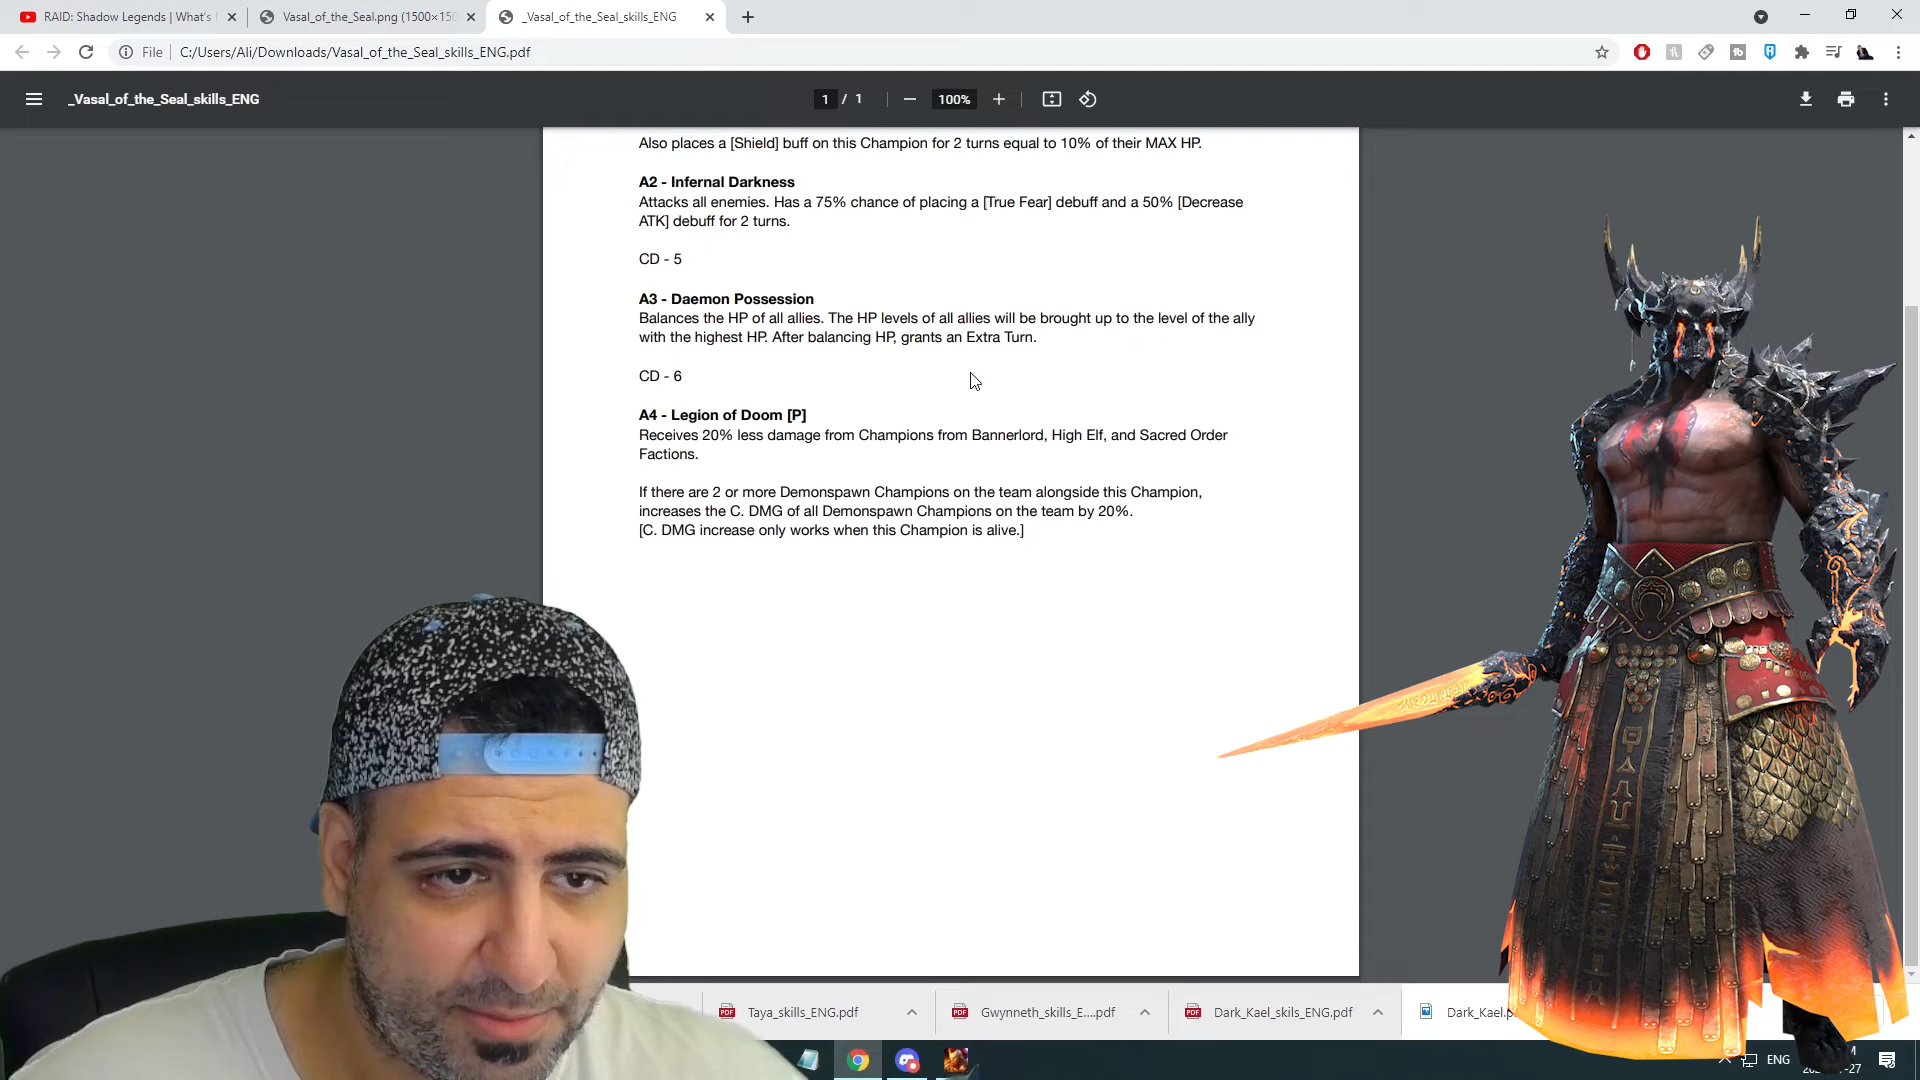 RAID: Shadow Legends | What's
Vasal_of_the_Seal.png (1500×150
_Vasal_of_the_Seal_skills_ENG
File
C:/Users/Ali/Downloads/Vasal_of_the_Seal_skills_ENG.pdf
_Vasal_of_the_Seal_skills_ENG
1 / 1
100%
Also places a [Shield] buff on this Champion for 2 turns equal to 10% of their MAX HP.
A2 - Infernal Darkness
Attacks all enemies. Has a 75% chance of placing a [True Fear] debuff and a 50% [Decrease
ATK] debuff for 2 turns.
CD - 5
A3 - Daemon Possession
Balances the HP of all allies. The HP levels of all allies will be brought up to the level of the ally
with the highest HP. After balancing HP, grants an Extra Turn.
CD - 6
A4 - Legion of Doom [P]
Receives 20% less damage from Champions from Bannerlord, High Elf, and Sacred Order
Factions.
If there are 2 or more Demonspawn Champions on the team alongside this Champion,
increases the C. DMG of all Demonspawn Champions on the team by 20%.
[C. DMG increase only works when this Champion is alive.]
Taya_skills_ENG.pdf
Gwynneth_skills_E....pdf
Dark_Kael_skils_ENG.pdf
Dark_Kael.p
ENG